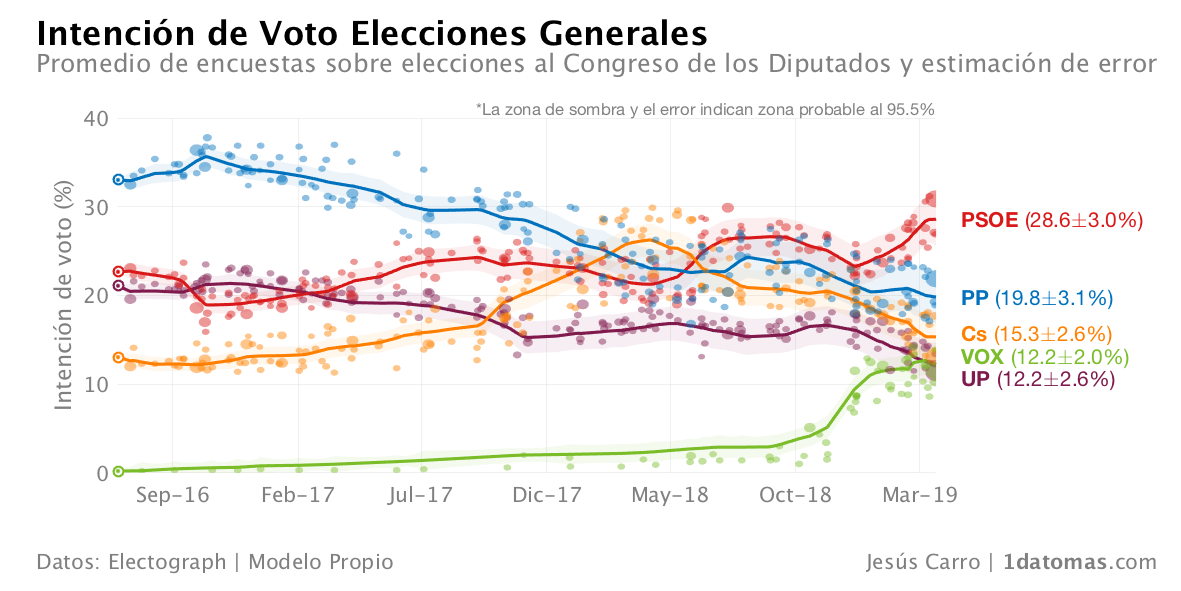 Intención de Voto Elecciones Generales
Promedio de encuestas sobre elecciones al Congreso de los Diputados y estimación de error
*La zona de sombra y el error indican zona probable al 95.5%
Intención de voto (%)
40
30
20
10
0
PSOE (28.6±3.0%)
PP (19.8±3.1%)
Cs (15.3±2.6%)
VOX (12.2±2.0%)
UP (12.2±2.6%)
Sep-16 Feb-17 Jul-17 Dic-17 May-18 Oct-18 Mar-19
Datos: Electograph | Modelo Propio
Jesús Carro | 1datomas.com